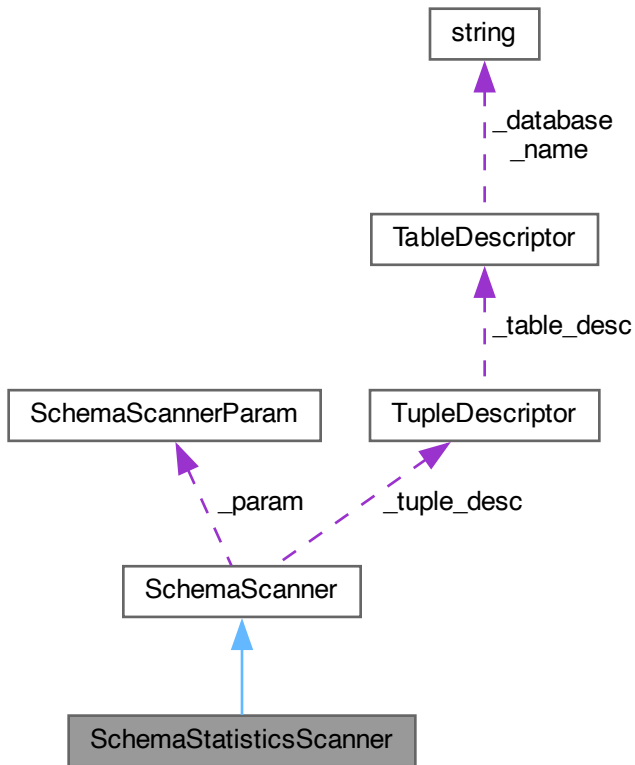 string
_database
_name
TableDescriptor
_table_desc
SchemaScannerParam
TupleDescriptor
_param
_tuple_desc
SchemaScanner
SchemaStatisticsScanner